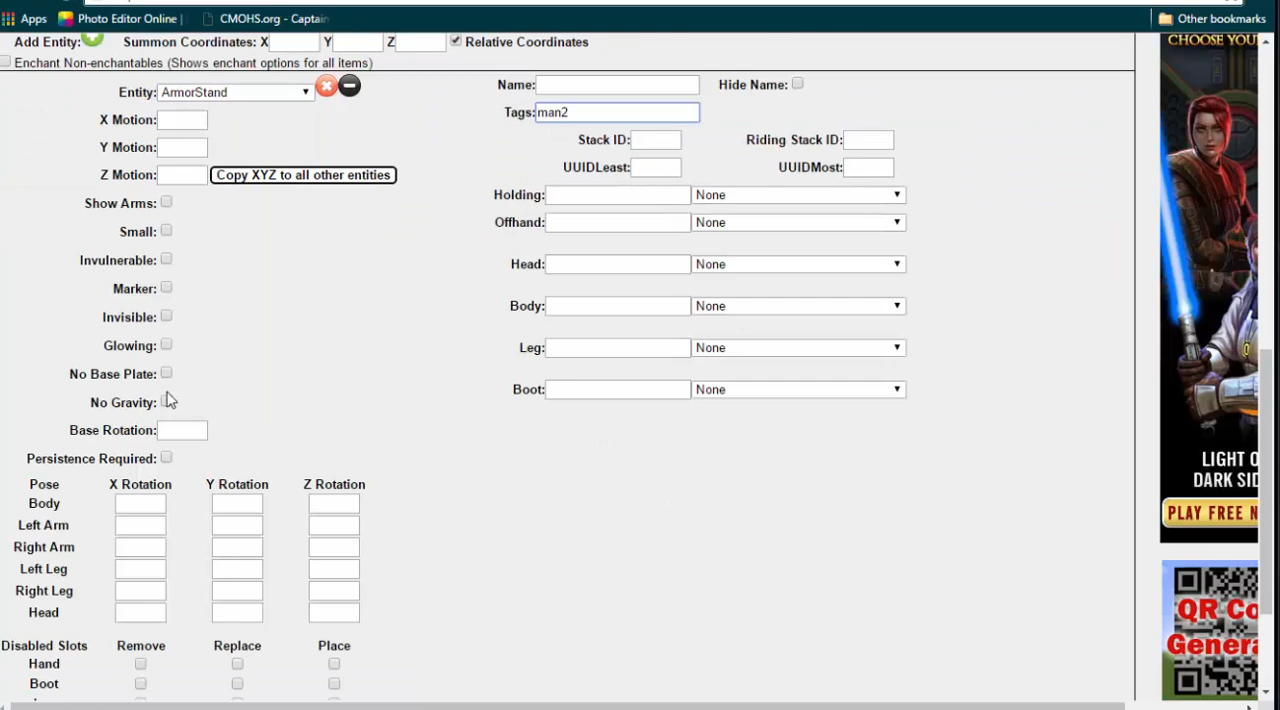 Apps Photo Editor Online | CMOHS.org - Captain Other bookmarks
Add Entity: Summon Coordinates: X Y Z Relative Coordinates
Enchant Non-enchantables (Shows enchant options for all items)
Entity: ArmorStand
X Motion:
Y Motion:
Z Motion: Copy XYZ to all other entities
Show Arms:
Small:
Invulnerable:
Marker:
Invisible:
Glowing:
No Base Plate:
No Gravity:
Base Rotation:
Persistence Required:
Pose X Rotation Y Rotation Z Rotation
Body
Left Arm
Right Arm
Left Leg
Right Leg
Head
Disabled Slots Remove Replace Place
Hand
Boot
Name: Hide Name:
Tags: man2
Stack ID: Riding Stack ID:
UUIDLeast: UUIDMost:
Holding: None
Offhand: None
Head: None
Body: None
Leg: None
Boot: None
CHOOSE YOU
LIGHT O
DARK SID
PLAY FREE N
QR Co
Genera